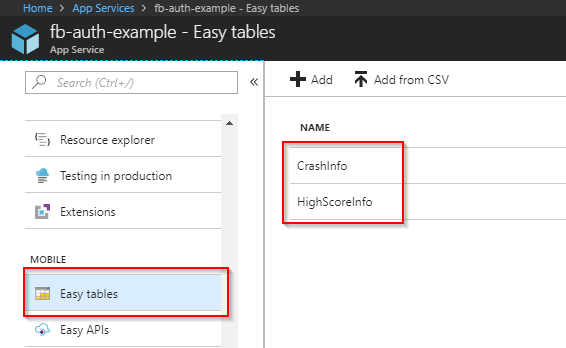 Home > App Services > fb-auth-example - Easy tables
fb-auth-example - Easy tables
App Service
Search (Ctrl+/)
Resource explorer
Testing in production
Extensions
MOBILE
Easy tables
Easy APIs
Add Add from CSV
NAME
CrashInfo
HighScoreInfo